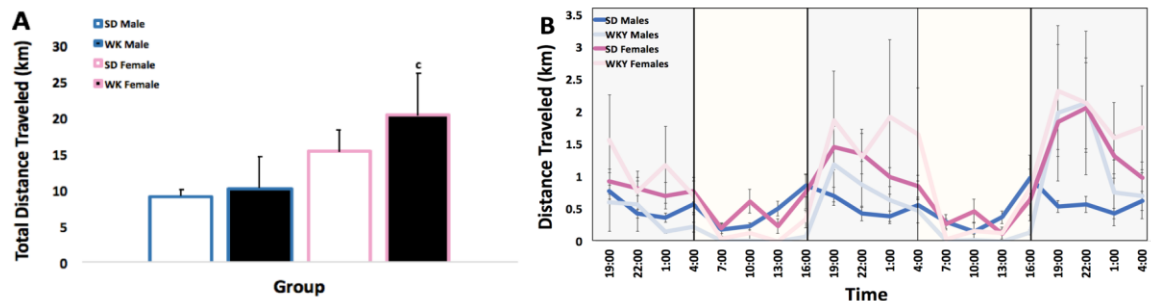 A
SD Male
WK Male
SD Female
WK Female
Total Distance Traveled (km)
30
25
20
15
10
5
0
c
Group
B
SD Males
WKY Males
SD Females
WKY Females
Distance Traveled (km)
3.5
3
2.5
2
1.5
1
0.5
0
19:00
22:00
1:00
4:00
7:00
10:00
13:00
16:00
19:00
22:00
1:00
4:00
7:00
10:00
13:00
16:00
19:00
22:00
1:00
4:00
Time